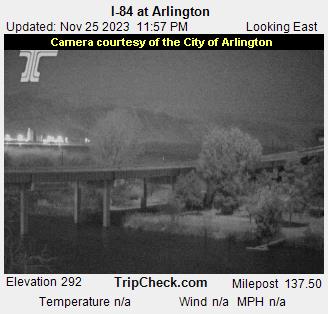 I-84 at Arlington
Updated: Nov 25 2023 11:57 PM Looking East
Camera courtesy of the City of Arlington
Elevation 292 TripCheck.com Milepost 137.50
Temperature n/a Wind n/a MPH n/a